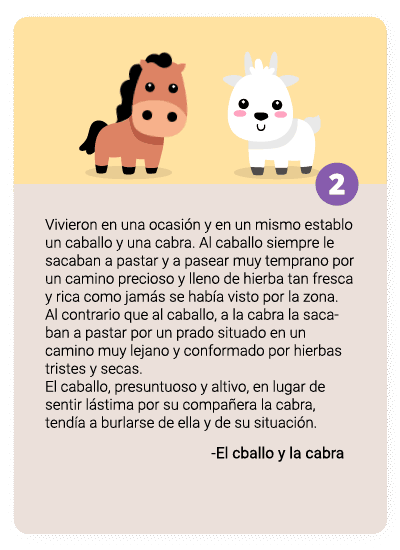 2
Vivieron en una ocasión y en un mismo establo
un caballo y una cabra. Al caballo siempre le
sacaban a pastar y a pasear muy temprano por
un camino precioso y lleno de hierba tan fresca
y rica como jamás se había visto por la zona.
Al contrario que al caballo, a la cabra la saca-
ban a pastar por un prado situado en un
camino muy lejano y conformado por hierbas
tristes y secas.
El caballo, presuntuoso y altivo, en lugar de
sentir lástima por su compañera la cabra,
tendía a burlarse de ella y de su situación.
-El cballo y la cabra